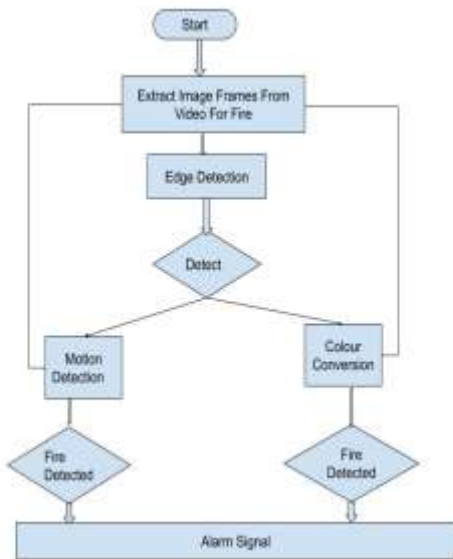 Start
Extract Image Frames From
Video For Fire
Edge Detection
Detect
Motion
Detection
Colour
Conversion
Fire
Detected
Fire
Detected
Alarm Signal